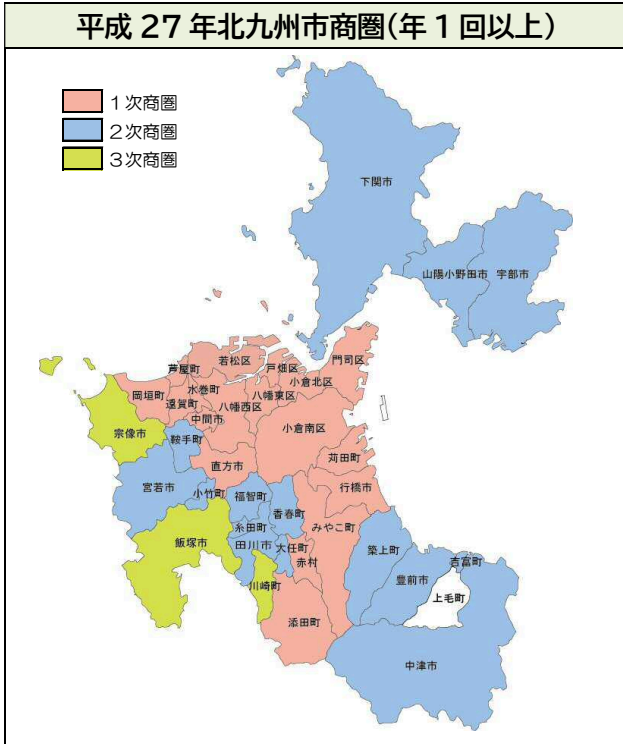 平成27年北九州市商圏(年1回以上)
1次商圏
2次商圏
3次商圏
下関市
山陽小野田市
宇部市
門司区
若松区
戸畑区
芦屋町
小倉北区
水巻町
八幡東区
岡垣町
遠賀町
八幡西区
中間市
小倉南区
宗像市
鞍手町
苅田町
直方市
行橋市
宮若市
小竹町
福智町
香春町
みやこ町
糸田町
飯塚市
田川市
大任町
築上町
吉富町
赤村
豊前市
川崎町
上毛町
添田町
中津市